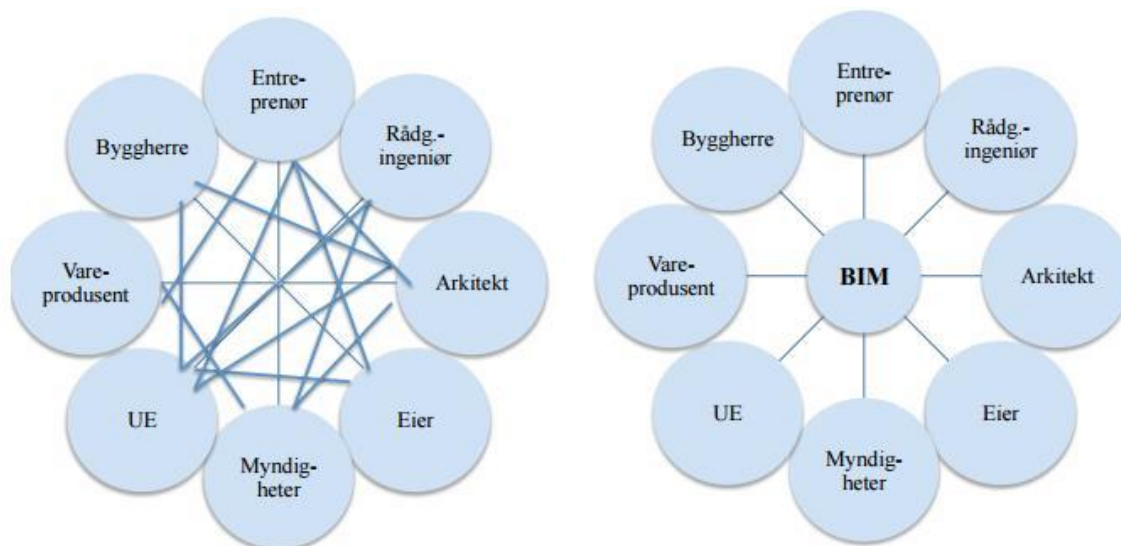 Entre-
prenør
Rådg.-
ingeniør
Arkitekt
Eier
Myndig-
heter
UE
Vare-
produsent
Byggherre
Entre-
prenør
Rådg.-
ingeniør
Arkitekt
Eier
Myndig-
heter
UE
Vare-
produsent
Byggherre
BIM